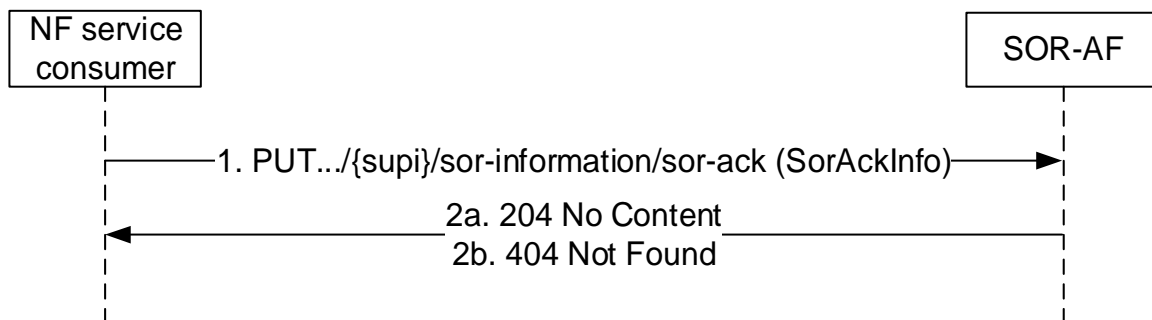 NF service
consumer
SOR-AF
1. PUT.../{supi}/sor-information/sor-ack (SorAckInfo)
2a. 204 No Content
2b. 404 Not Found